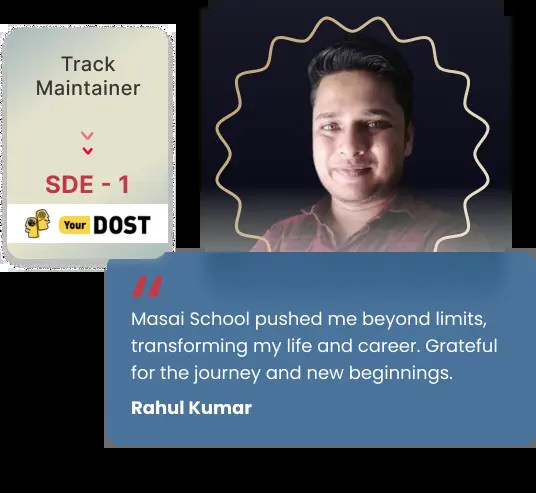 Track
Maintainer
SDE - 1
Your DOST
“
Masai School pushed me beyond limits,
transforming my life and career. Grateful
for the journey and new beginnings.
Rahul Kumar